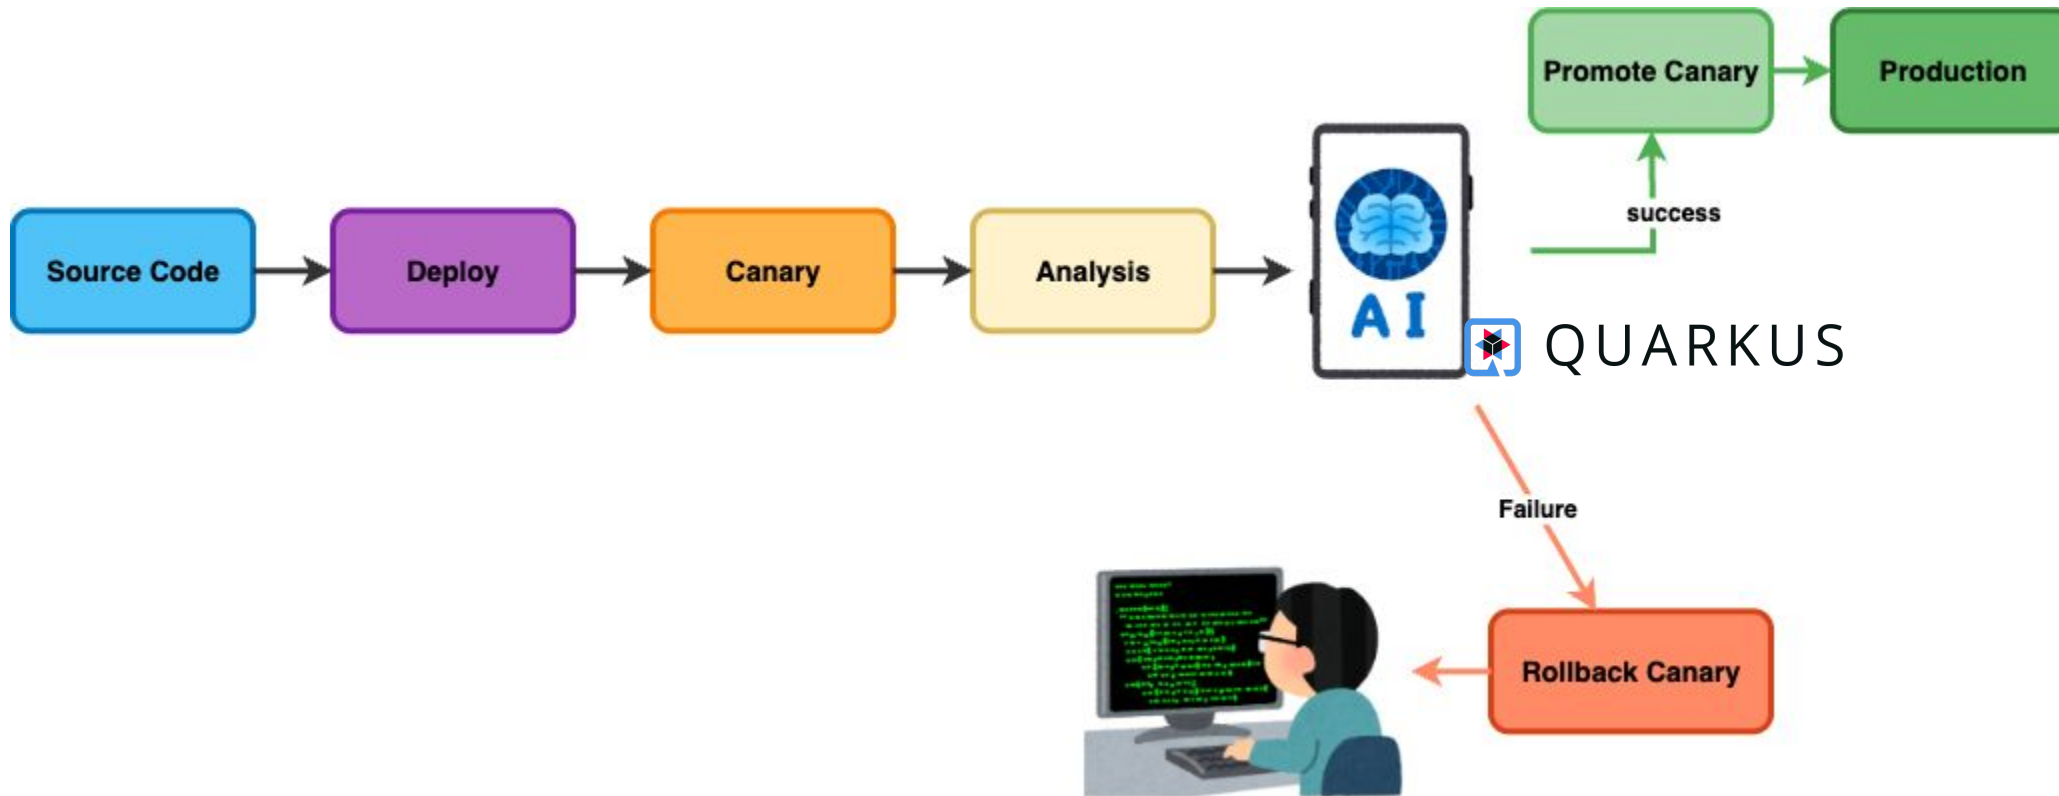 Promote Canary
Production
success
Source Code
Deploy
Canary
Analysis
AI
QUARKUS
Failure
Rollback Canary